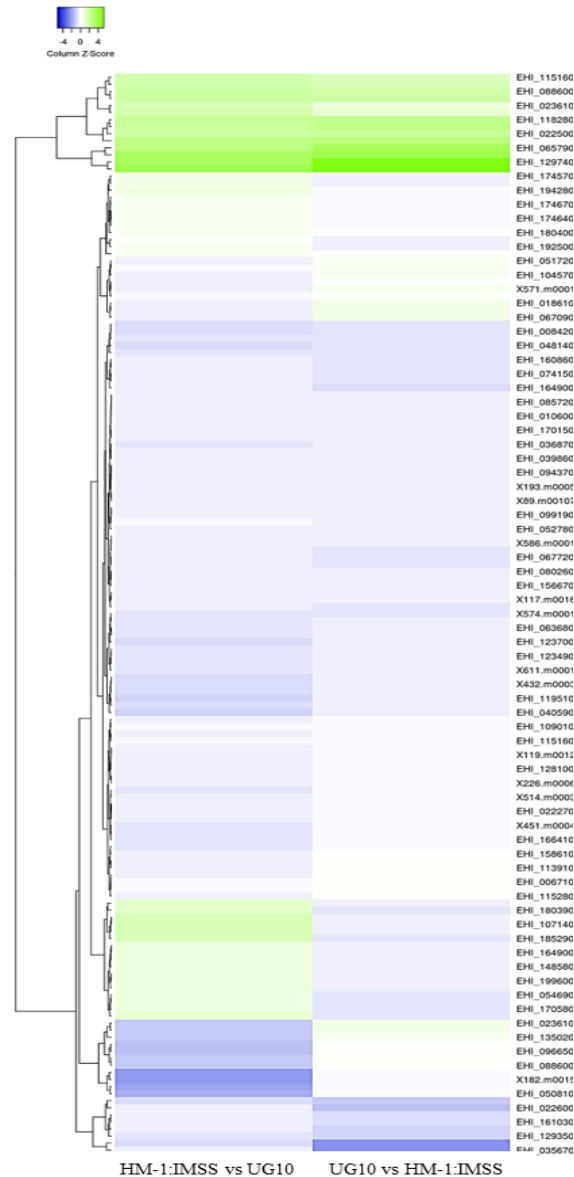 -4 0 4
Column Z-Score
EHI_115160
EHI_088600
EHI_023610
EHI_118280
EHI_022500
EHI_065790
EHI_129740
EHI_174570
EHI_194280
EHI_174670
EHI_174640
EHI_180400
EHI_192500
EHI_051720
EHI_104570
X571.m0001
EHI_018610
EHI_067090
EHI_008420
EHI_048140
EHI_160860
EHI_074150
EHI_164900
EHI_085720
EHI_010600
EHI_170150
EHI_036870
EHI_039860
EHI_094370
X193.m0005
X89.m00107
EHI_099190
EHI_052780
X586.m0001
EHI_067720
EHI_080260
EHI_156670
X117.m0016
X574.m0001
EHI_063680
EHI_123700
EHI_123490
X611.m0001
X432.m0003
EHI_119510
EHI_040590
EHI_109010
EHI_115160
X119.m0012
EHI_128100
X226.m0006
X514.m0003
EHI_022270
X451.m0004
EHI_166410
EHI_158610
EHI_113910
EHI_006710
EHI_115280
EHI_180390
EHI_107140
EHI_185290
EHI_164900
EHI_148580
EHI_199600
EHI_054690
EHI_170580
EHI_023610
EHI_135020
EHI_096650
EHI_088600
X182.m0015
EHI_050810
EHI_022600
EHI_161030
EHI_129350
EHI_035670
HM-1:IMSS vs UG10 UG10 vs HM-1:IMSS